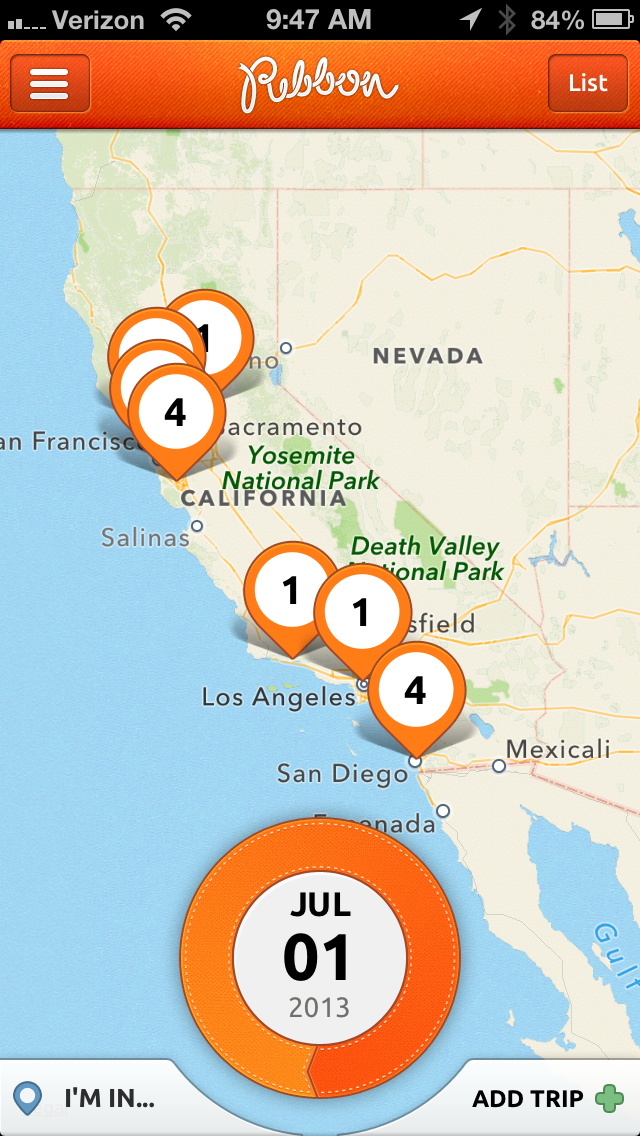 Verizon 9:47 AM 84%
Ribbon
List
1
no
NEVADA
4
an Francisc
acramento
Yosemite
National Park
CALIFORNIA
Salinas
Death Valley
tional Park
1
1
sfield
Los Angeles
4
Mexicali
San Diego
nada
JUL
01
2013
Gulf
I'M IN...
ADD TRIP